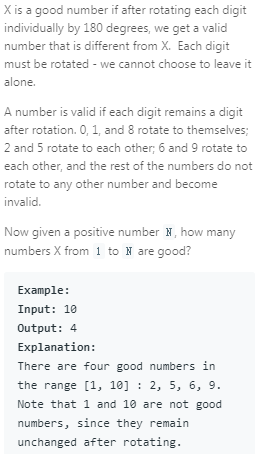 X is a good number if after rotating each digit
individually by 180 degrees, we get a valid
number that is different from X.  Each digit
must be rotated - we cannot choose to leave it
alone.
A number is valid if each digit remains a digit
after rotation. 0, 1, and 8 rotate to themselves;
2 and 5 rotate to each other; 6 and 9 rotate to
each other, and the rest of the numbers do not
rotate to any other number and become
invalid.
Now given a positive number N, how many
numbers X from 1 to N are good?
Example:
Input: 10
Output: 4
Explanation:
There are four good numbers in
the range [1, 10] : 2, 5, 6, 9.
Note that 1 and 10 are not good
numbers, since they remain
unchanged after rotating.